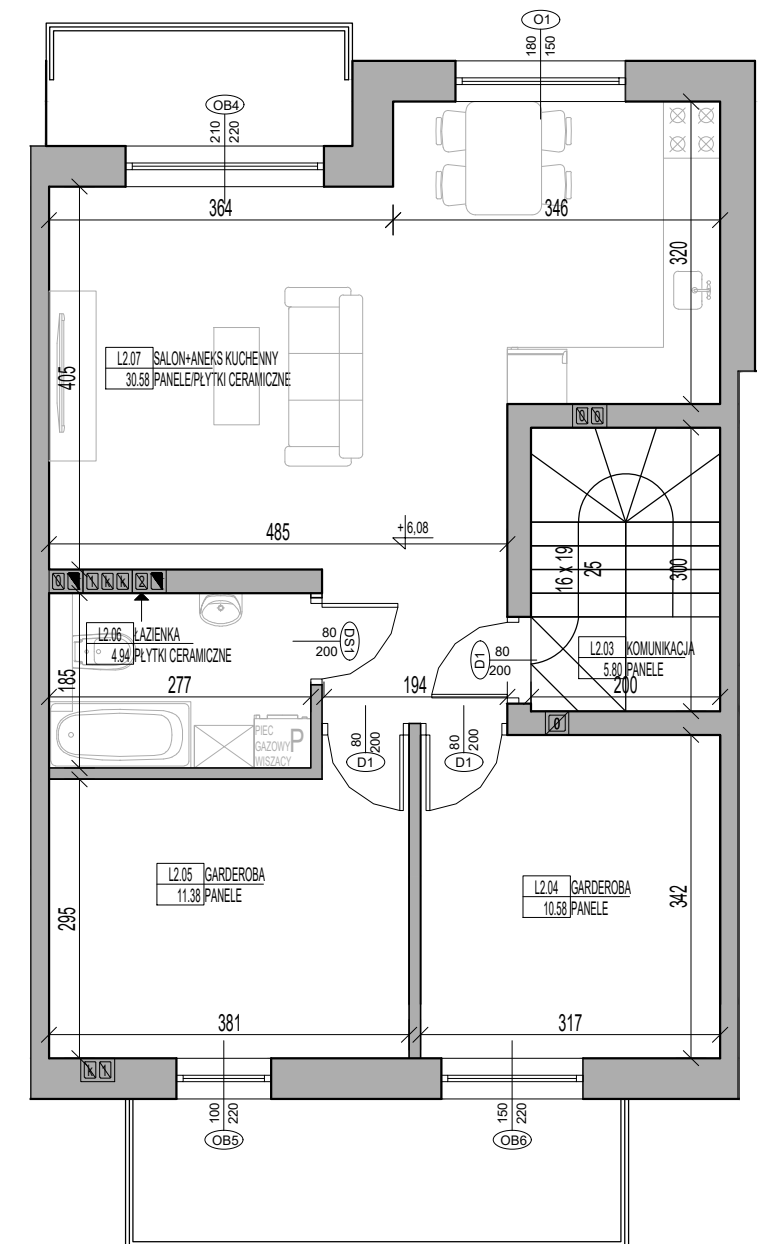 O1
180
150
OB4
210
220
364
346
320
L2.07 SALON+ANEKS KUCHENNY
30.58 PANELE/PŁYTKI CERAMICZNE
405
485
+6,08
16 x 19
25
300
L2.06 ŁAZIENKA
4.94 PŁYTKI CERAMICZNE
80
200
DS1
D1
80
200
L2.03 KOMUNIKACJA
5.80 PANELE
185
277
194
200
PIEC
GAZOWY
WISZACY
P
80
200
D1
80
200
D1
L2.05 GARDEROBA
11.38 PANELE
L2.04 GARDEROBA
10.58 PANELE
295
342
381
317
100
220
OB5
150
220
OB6